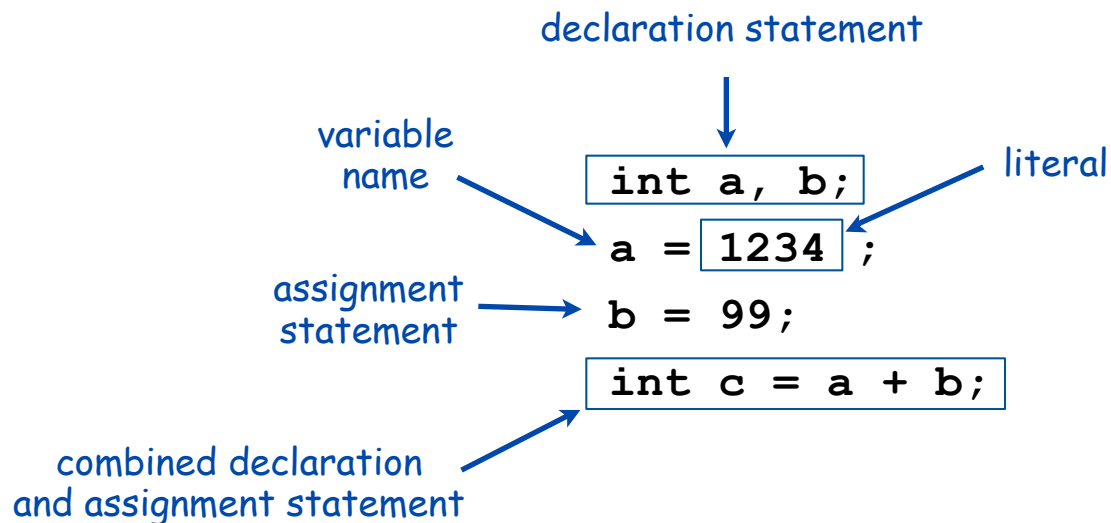 declaration statement
variable
name
literal
int a, b;
a = 1234 ;
assignment
statement
b = 99;
int c = a + b;
combined declaration
and assignment statement